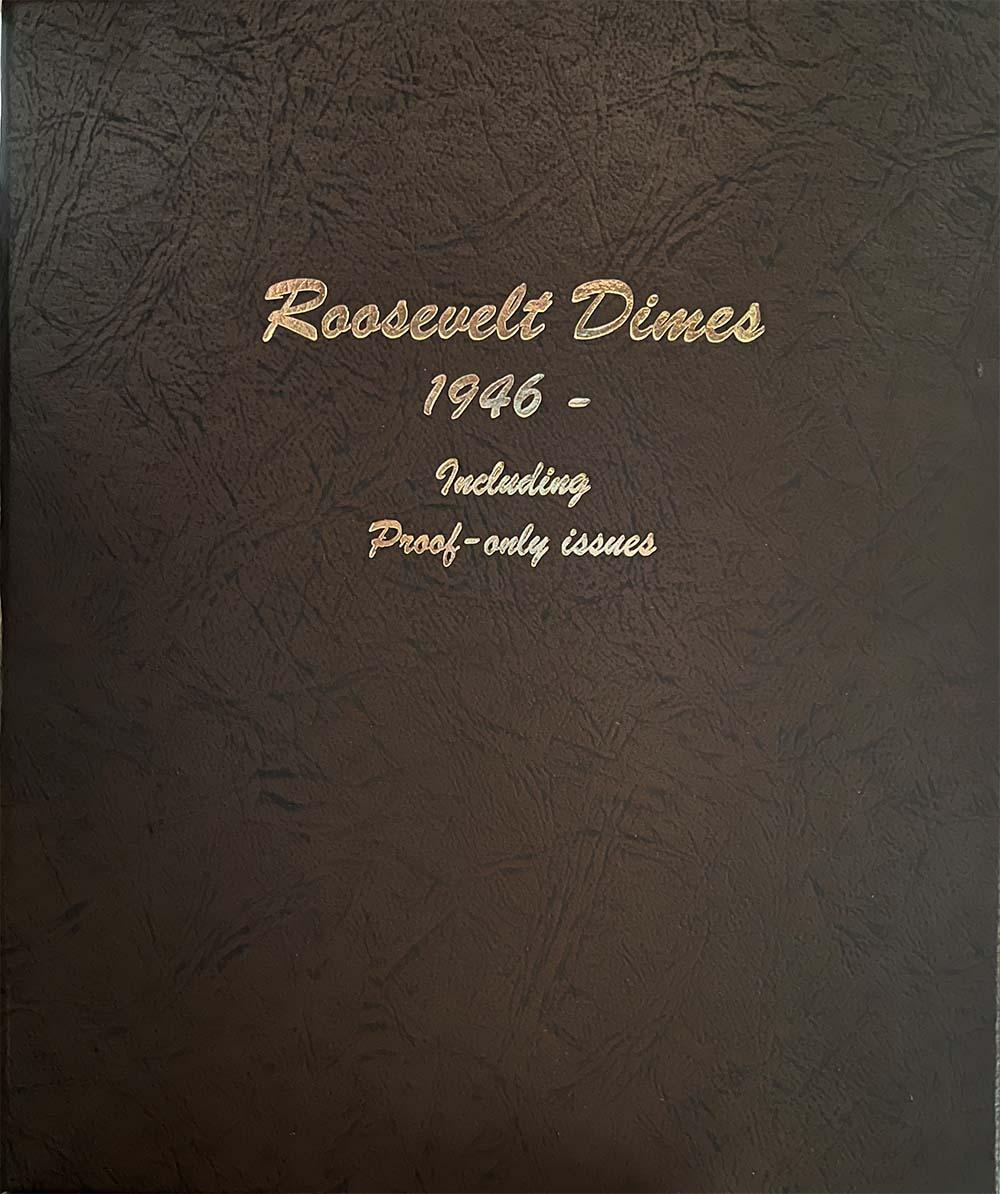 Roosevelt Dimes
1946 -
Including
Proof-only issues